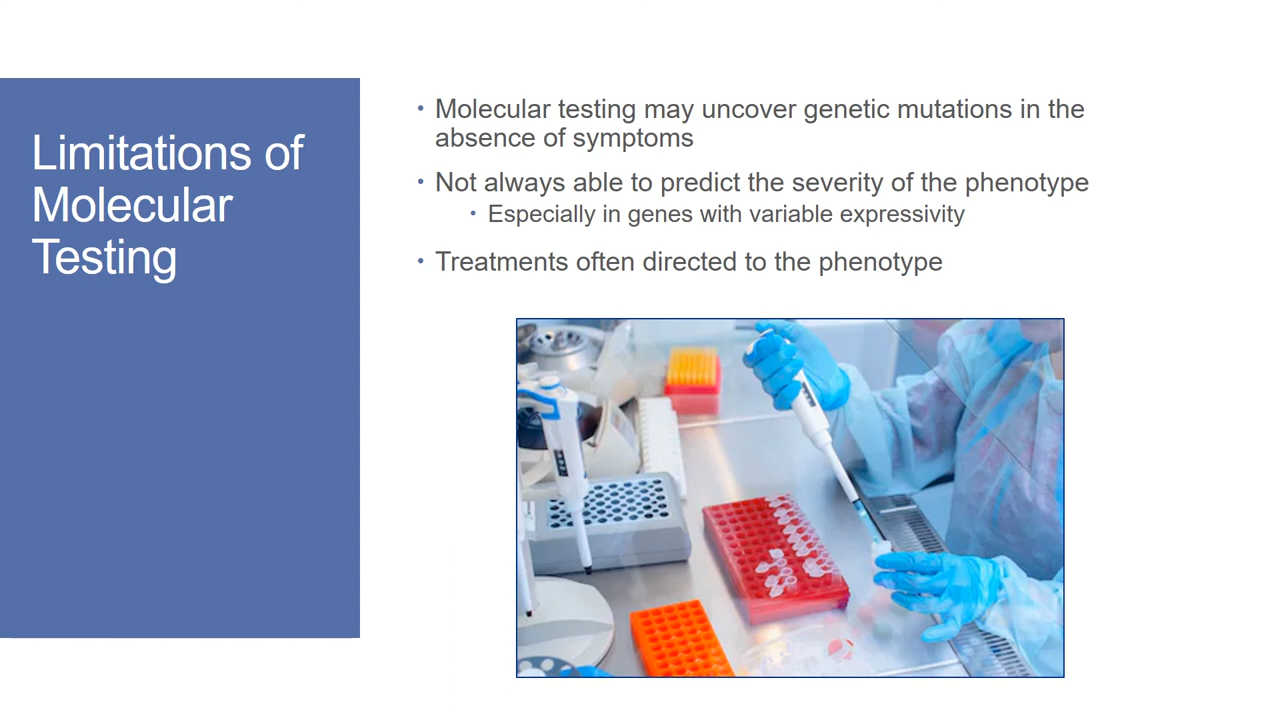 Limitations of
Molecular
Testing
• Molecular testing may uncover genetic mutations in the
absence of symptoms
• Not always able to predict the severity of the phenotype
• Especially in genes with variable expressivity
• Treatments often directed to the phenotype